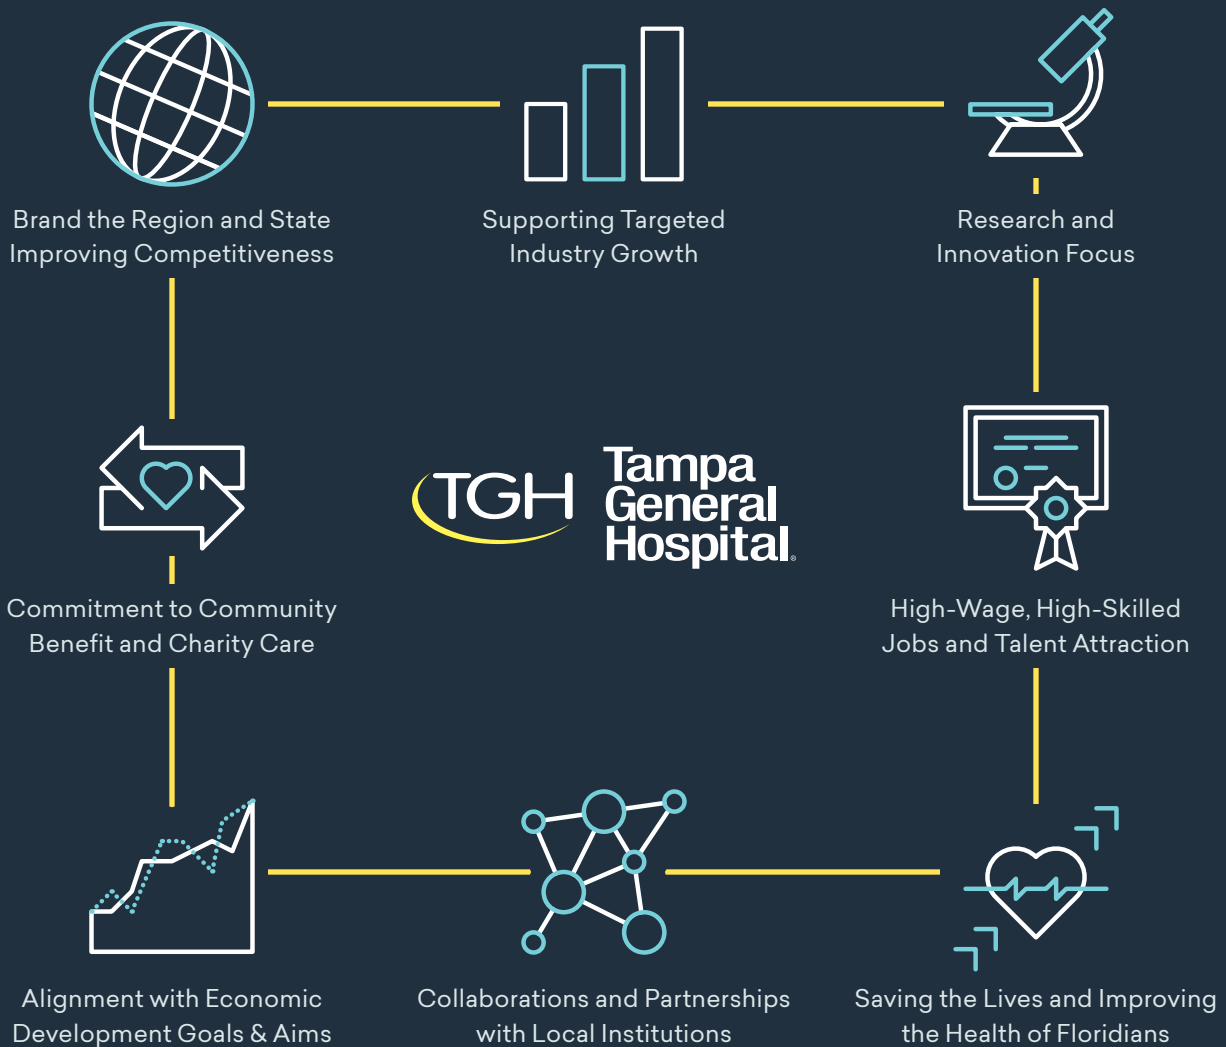 Brand the Region and State
Improving Competitiveness
Supporting Targeted
Industry Growth
Research and
Innovation Focus
TGH
Tampa
General
Hospital®
Commitment to Community
Benefit and Charity Care
High-Wage, High-Skilled
Jobs and Talent Attraction
Alignment with Economic
Development Goals & Aims
Collaborations and Partnerships
with Local Institutions
Saving the Lives and Improving
the Health of Floridians